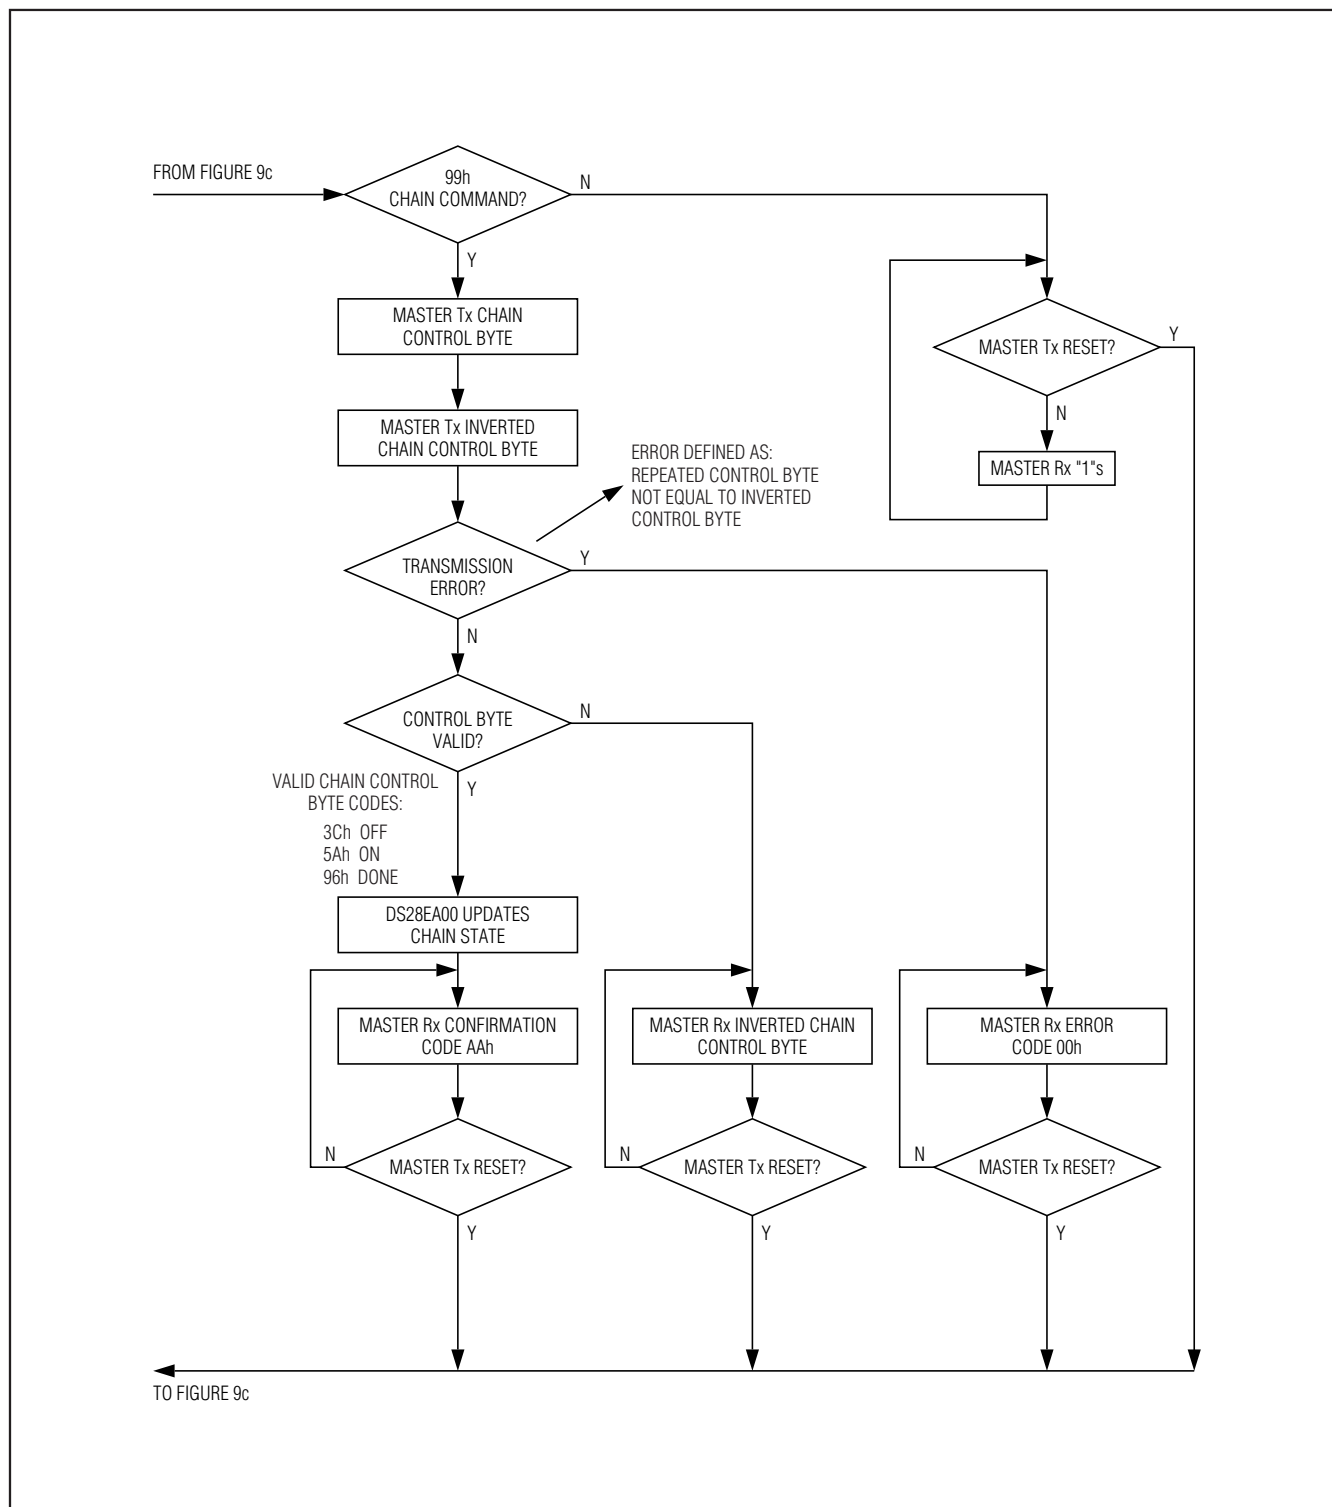 FROM FIGURE 9c
99h
CHAIN COMMAND?
N
Y
MASTER Tx CHAIN
CONTROL BYTE
MASTER Tx RESET?
Y
N
MASTER Rx "1"s
MASTER Tx INVERTED
CHAIN CONTROL BYTE
ERROR DEFINED AS:
REPEATED CONTROL BYTE
NOT EQUAL TO INVERTED
CONTROL BYTE
TRANSMISSION
ERROR?
Y
N
CONTROL BYTE
VALID?
N
Y
VALID CHAIN CONTROL
BYTE CODES:
3Ch OFF
5Ah ON
96h DONE
DS28EA00 UPDATES
CHAIN STATE
MASTER Rx CONFIRMATION
CODE AAh
MASTER Rx INVERTED CHAIN
CONTROL BYTE
MASTER Rx ERROR
CODE 00h
N
MASTER Tx RESET?
Y
N
MASTER Tx RESET?
Y
N
MASTER Tx RESET?
Y
TO FIGURE 9c